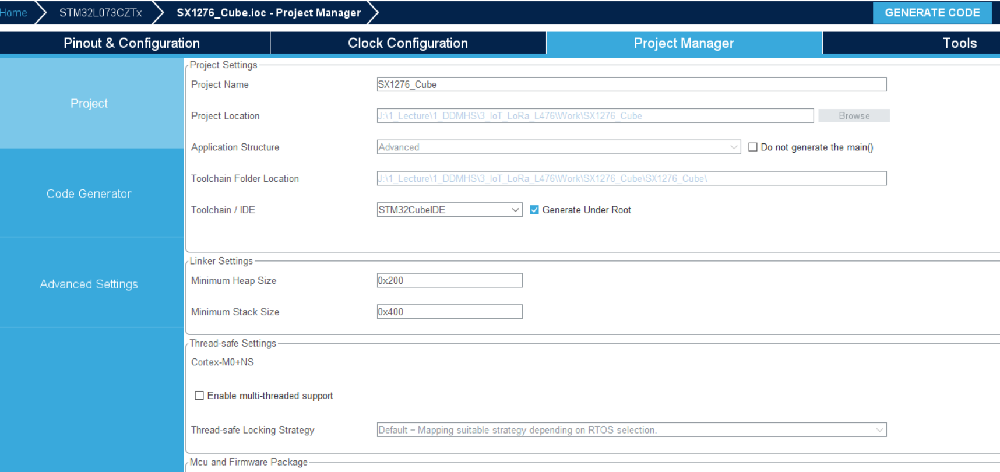 Home STM32L073CZTx SX1276_Cube.ioc - Project Manager GENERATE CODE
Pinout & Configuration Clock Configuration Project Manager Tools
Project
Code Generator
Advanced Settings
Project Settings
Project Name SX1276_Cube
Project Location J:\1_Lecture\1_DDMHS\3_IoT_LoRa_L476\Work\SX1276_Cube Browse
Application Structure Advanced Do not generate the main()
Toolchain Folder Location J:\1_Lecture\1_DDMHS\3_IoT_LoRa_L476\Work\SX1276_Cube\SX1276_Cube\
Toolchain / IDE STM32CubeIDE Generate Under Root
Linker Settings
Minimum Heap Size 0x200
Minimum Stack Size 0x400
Thread-safe Settings
Cortex-M0+NS
Enable multi-threaded support
Thread-safe Locking Strategy Default – Mapping suitable strategy depending on RTOS selection.
Mcu and Firmware Package